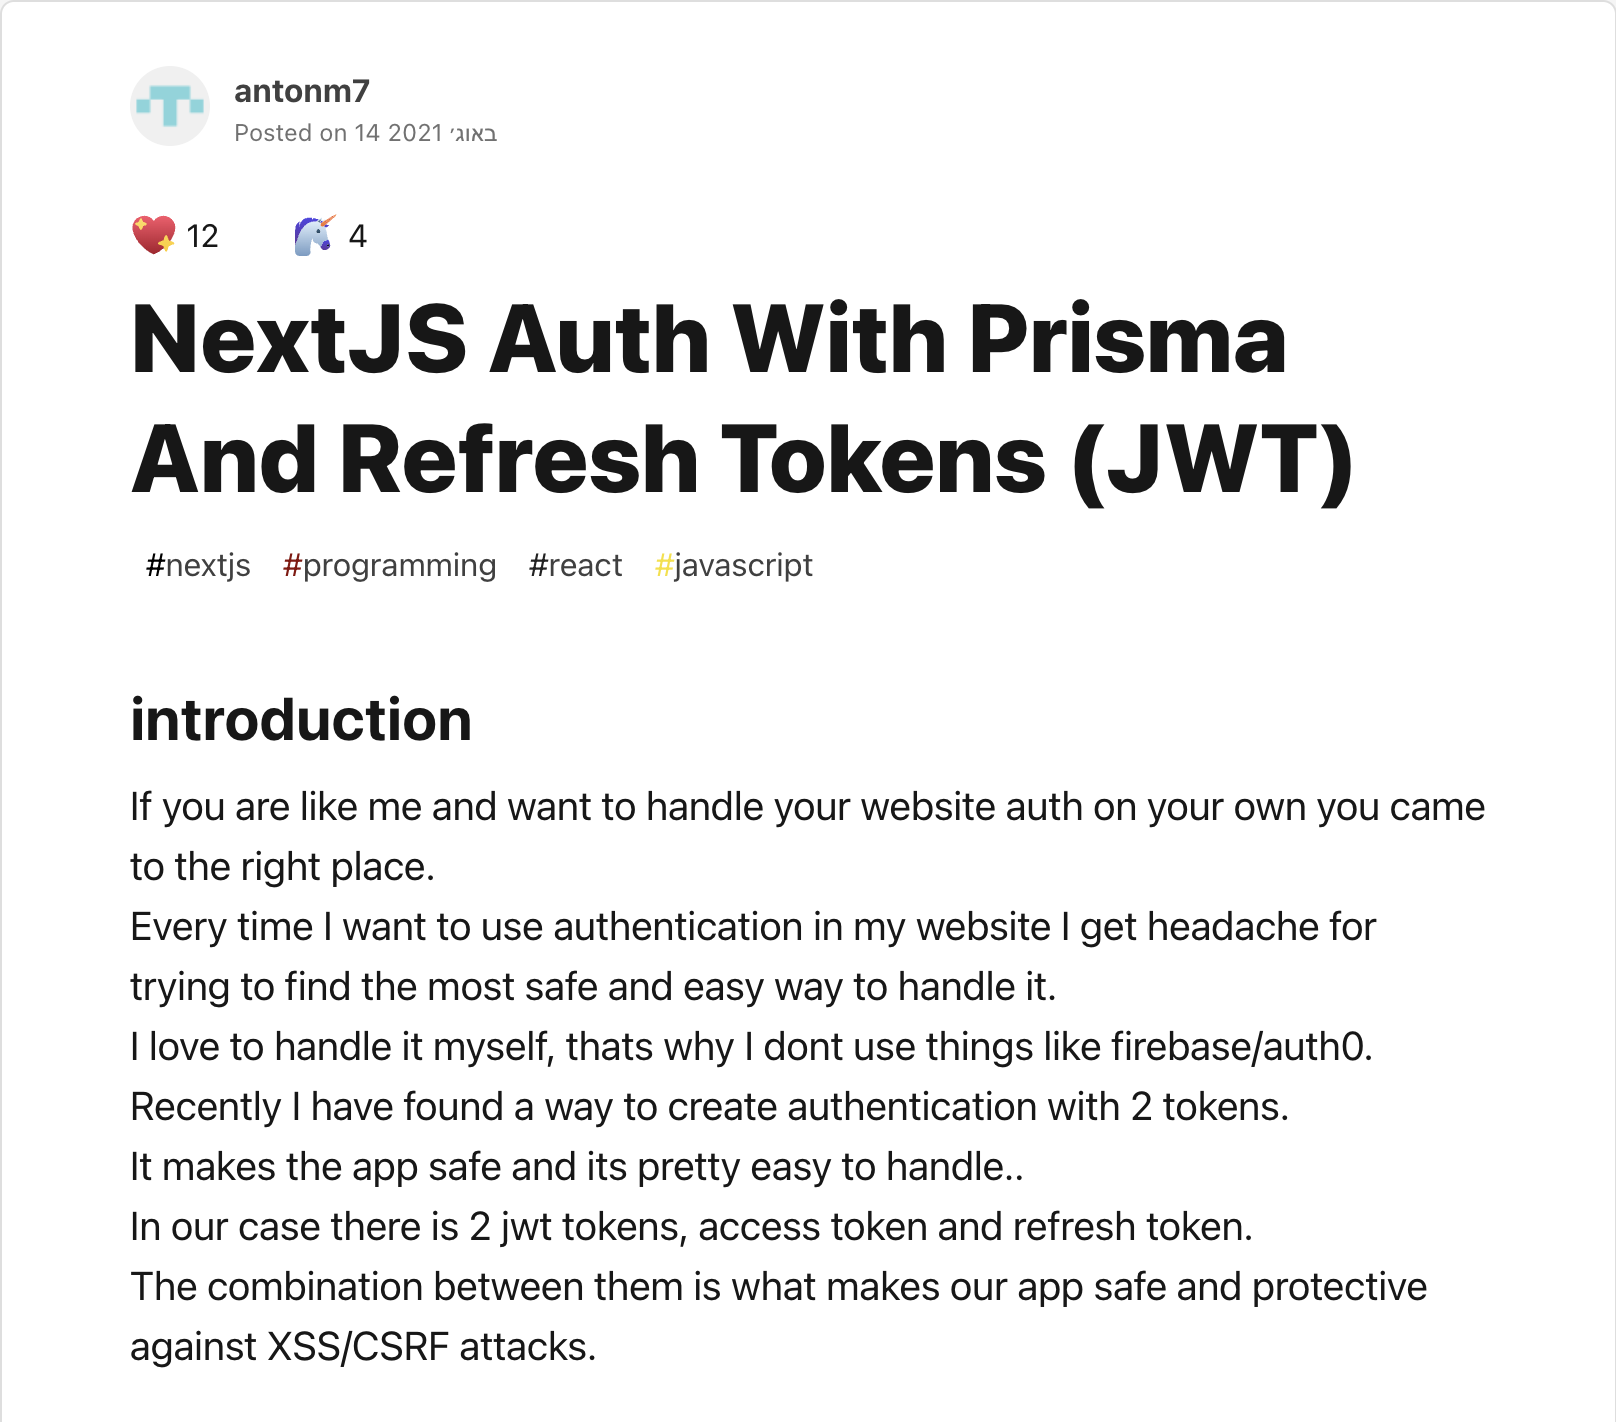 antonm7
Posted on 14 באוג׳ 2021
12 4
NextJS Auth With Prisma
And Refresh Tokens (JWT)
#nextjs #programming #react #javascript
introduction
If you are like me and want to handle your website auth on your own you came
to the right place.
Every time I want to use authentication in my website I get headache for
trying to find the most safe and easy way to handle it.
I love to handle it myself, thats why I dont use things like firebase/auth0.
Recently I have found a way to create authentication with 2 tokens.
It makes the app safe and its pretty easy to handle..
In our case there is 2 jwt tokens, access token and refresh token.
The combination between them is what makes our app safe and protective
against XSS/CSRF attacks.